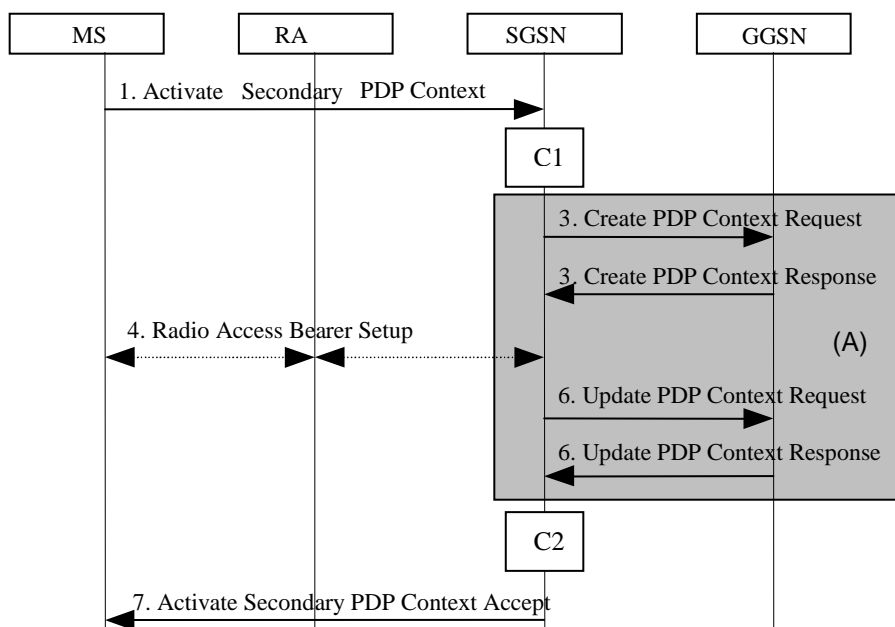 MS RA SGSN GGSN
1. Activate Secondary PDP Context
C1
3. Create PDP Context Request
3. Create PDP Context Response
4. Radio Access Bearer Setup
(A)
6. Update PDP Context Request
6. Update PDP Context Response
C2
7. Activate Secondary PDP Context Accept